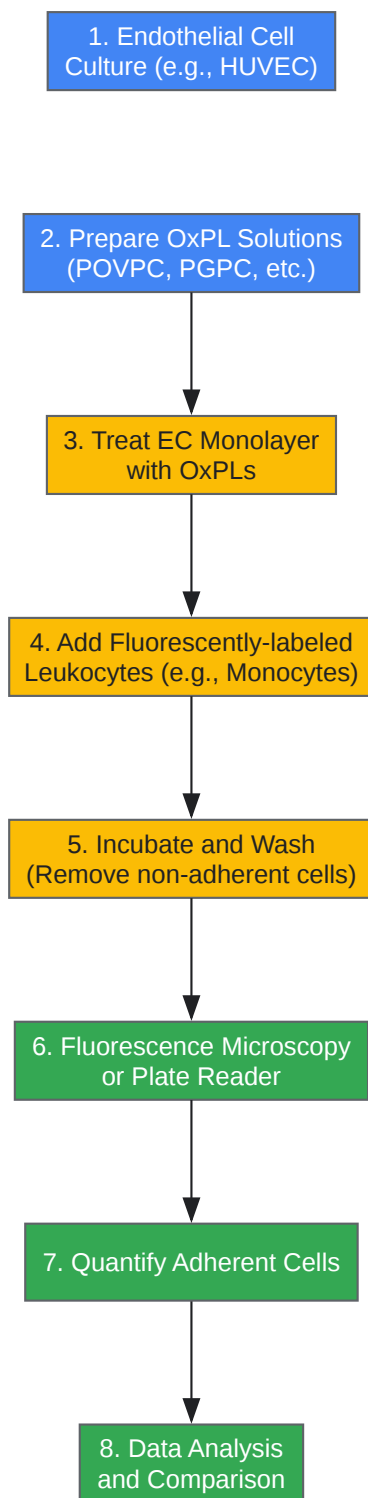 1. Endothelial Cell
Culture (e.g., HUVEC)
2. Prepare OxPL Solutions
(POVPC, PGPC, etc.)
3. Treat EC Monolayer
with OxPLs
4. Add Fluorescently-labeled
Leukocytes (e.g., Monocytes)
5. Incubate and Wash
(Remove non-adherent cells)
6. Fluorescence Microscopy
or Plate Reader
7. Quantify Adherent Cells
8. Data Analysis
and Comparison